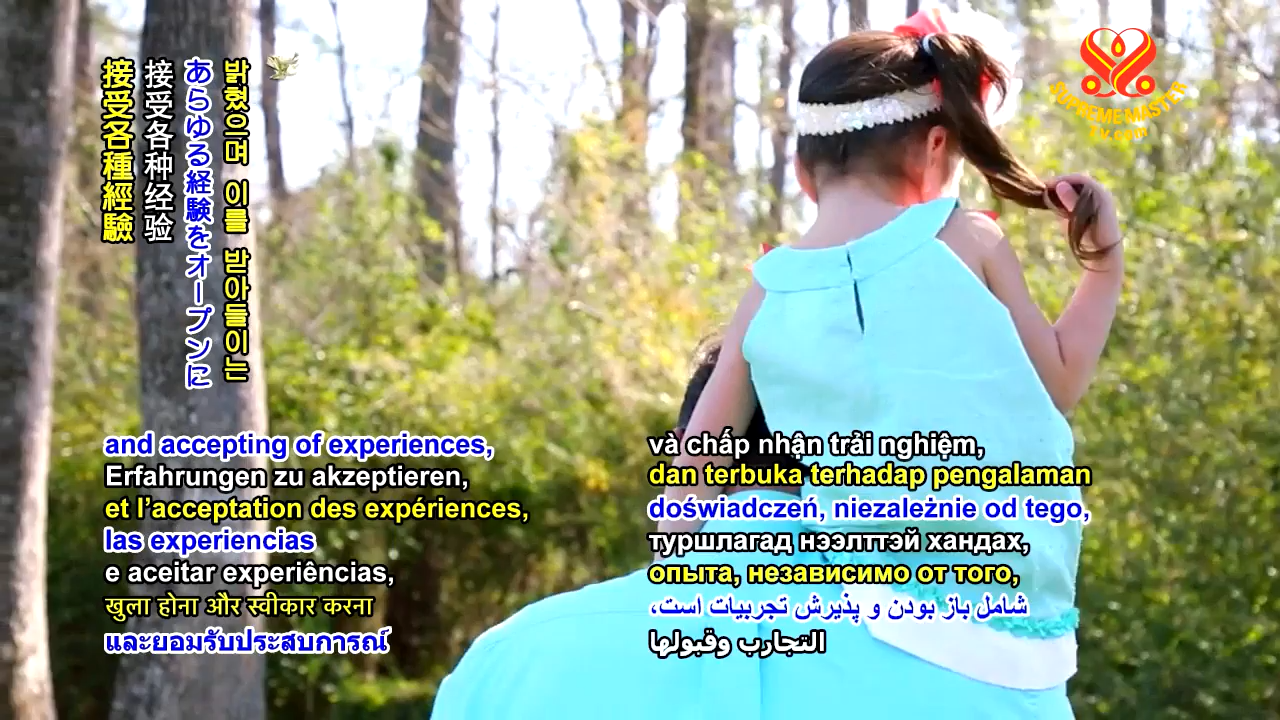 接受各種經驗
接受各种经验
あらゆる経験をオープンに
밝혔으며 이를 받아들이는
SUPREME MASTER
TV.com
and accepting of experiences,
Erfahrungen zu akzeptieren,
et l’acceptation des expériences,
las experiencias
e aceitar experiências,
खुला होना और स्वीकार करना
และยอมรับประสบการณ์
và chấp nhận trải nghiệm,
dan terbuka terhadap pengalaman
doświadczeń, niezależnie od tego,
туршлагад нээлттэй хандах,
опыта, независимо от того,
شامل باز بودن و پذیرش تجربیات است،
التجارب وقبولها